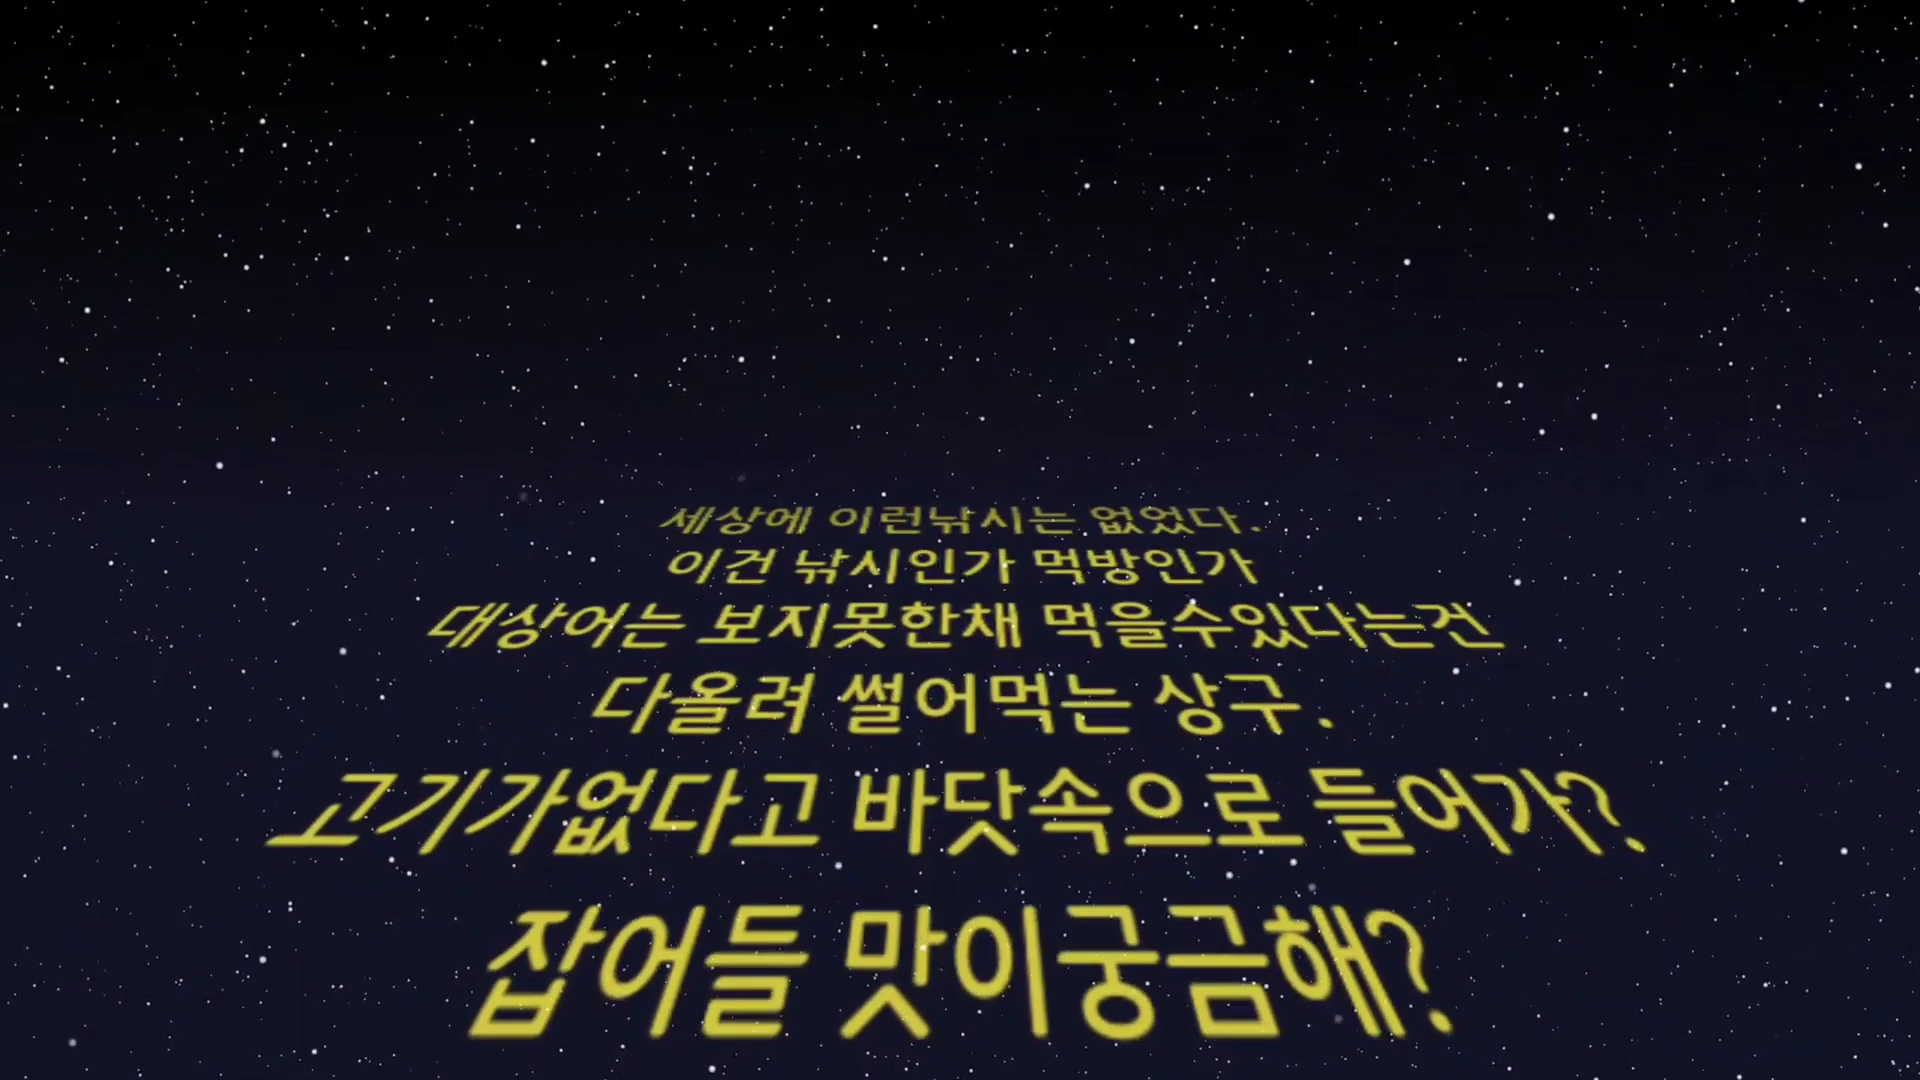 세상에 이런낚시는 없었다.
이건 낚시인가 먹방인가
대상어는 보지못한채 먹을수있다는건
다올려 썰어먹는 상구.
고기가없다고 바닷속으로 들어가?
잡어들 맛이궁금해?